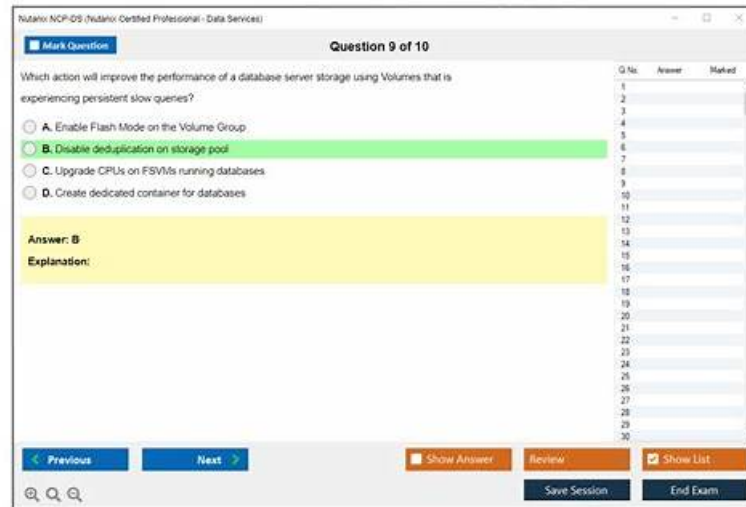 Nutanix NCP-DS (Nutanix Certified Professional - Data Services)
Mark Question
Question 9 of 10
Which action will improve the performance of a database server storage using Volumes that is
experiencing persistent slow queries?
A. Enable Flash Mode on the Volume Group
B. Disable deduplication on storage pool
C. Upgrade CPUs on FSVMs running databases
D. Create dedicated container for databases
Answer: B
Explanation:
Q.No. Answer Marked
1
2
3
4
5
6
7
8
9
10
11
12
13
14
15
16
17
18
19
20
21
22
23
24
25
26
27
28
29
30
Previous
Next
Show Answer
Review
Show List
Save Session
End Exam